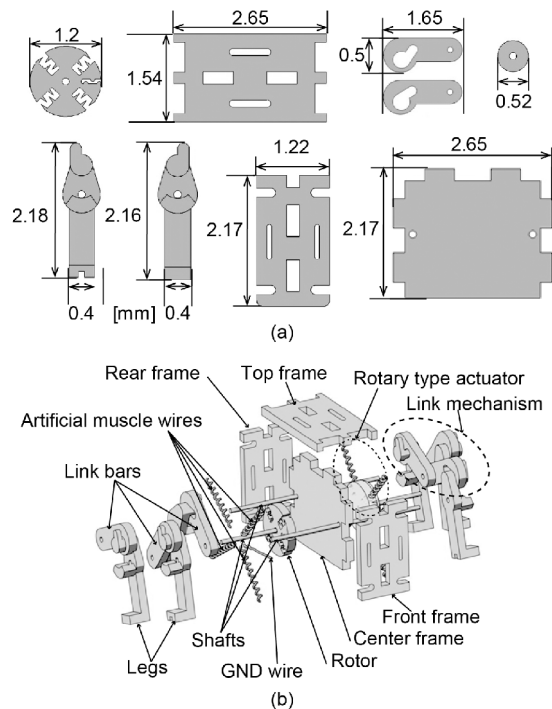 1.2
2.65
1.54
1.65
0.5
0.52
2.18
0.4
2.16
0.4
[mm]
1.22
2.17
2.65
2.17
(a)
Rear frame
Top frame
Rotary type actuator
Link mechanism
Artificial muscle wires
Link bars
Legs
Shafts
GND wire
Rotor
Center frame
Front frame
(b)